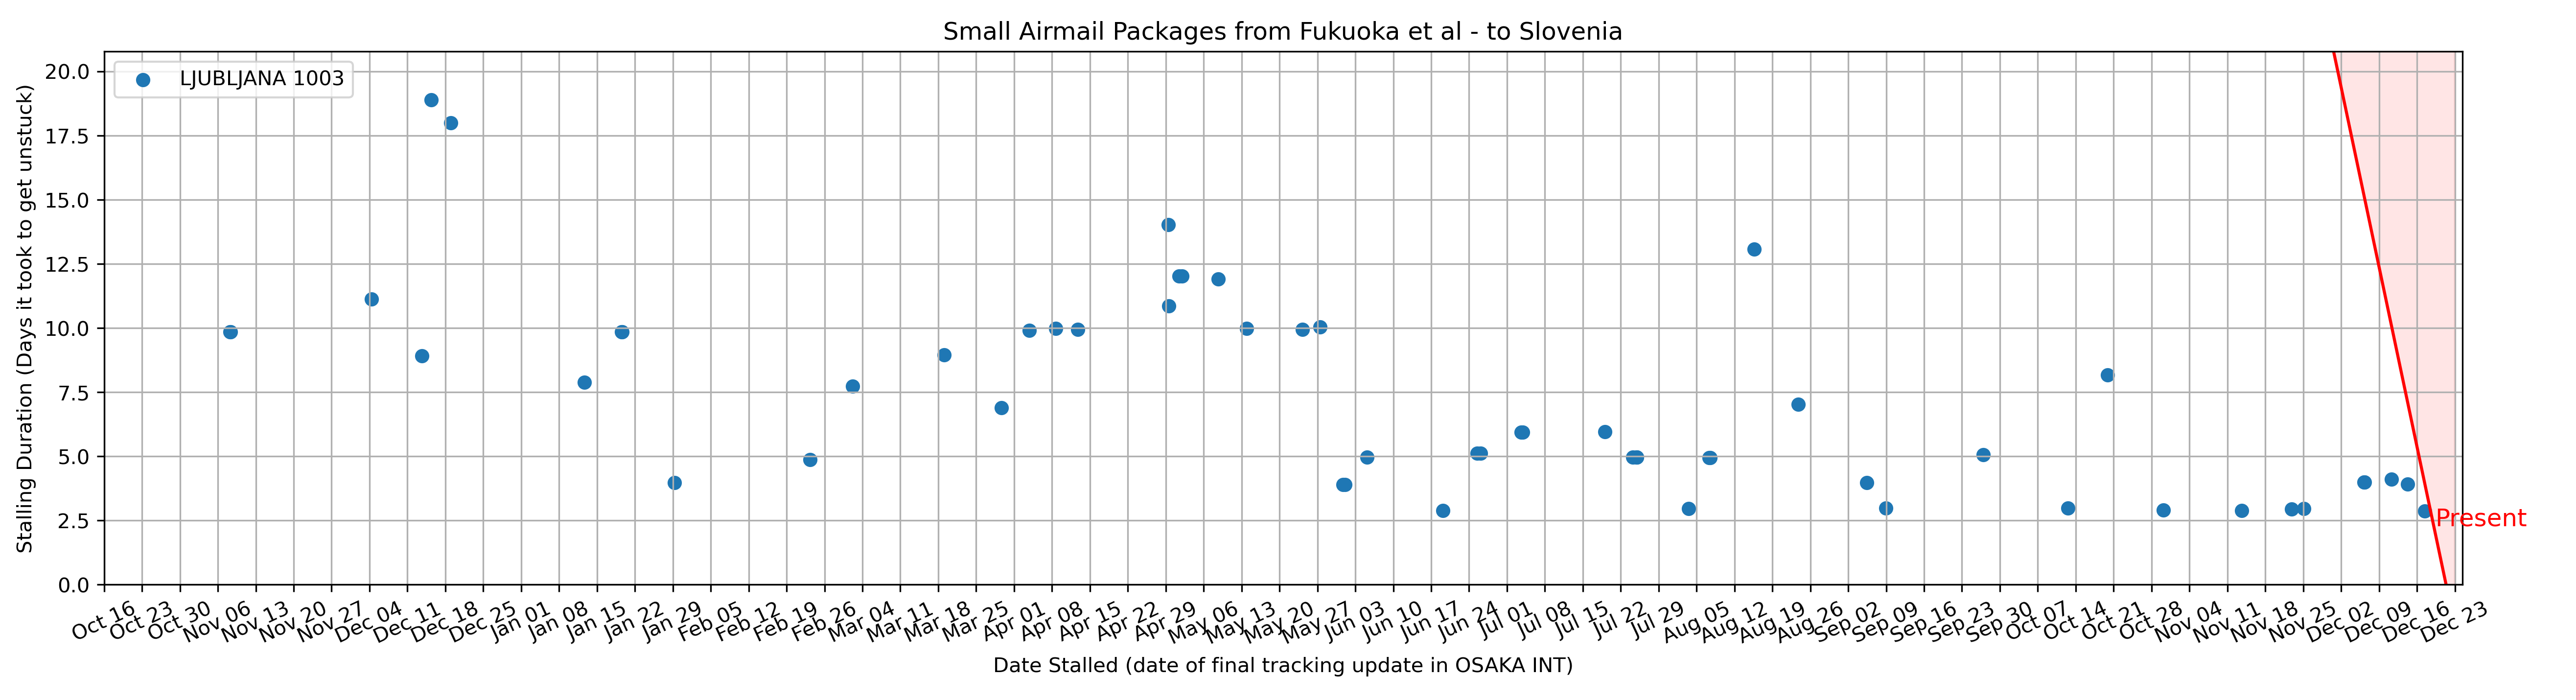 Small Airmail Packages from Fukuoka et al - to Slovenia
LJUBLJANA 1003
Stalling Duration (Days it took to get unstuck)
20.0
17.5
15.0
12.5
10.0
7.5
5.0
2.5
0.0
Present
Oct 16 Oct 23 Oct 30 Nov 06 Nov 13 Nov 20 Nov 27 Dec 04 Dec 11 Dec 18 Dec 25 Jan 01 Jan 08 Jan 15 Jan 22 Jan 29 Feb 05 Feb 12 Feb 19 Feb 26 Mar 04 Mar 11 Mar 18 Mar 25 Apr 01 Apr 08 Apr 15 Apr 22 Apr 29 May 06 May 13 May 20 May 27 Jun 03 Jun 10 Jun 17 Jun 24 Jul 01 Jul 08 Jul 15 Jul 22 Jul 29 Aug 05 Aug 12 Aug 19 Aug 26 Sep 02 Sep 09 Sep 16 Sep 23 Sep 30 Oct 07 Oct 14 Oct 21 Oct 28 Nov 04 Nov 11 Nov 18 Nov 25 Dec 02 Dec 09 Dec 16 Dec 23
Date Stalled (date of final tracking update in OSAKA INT)